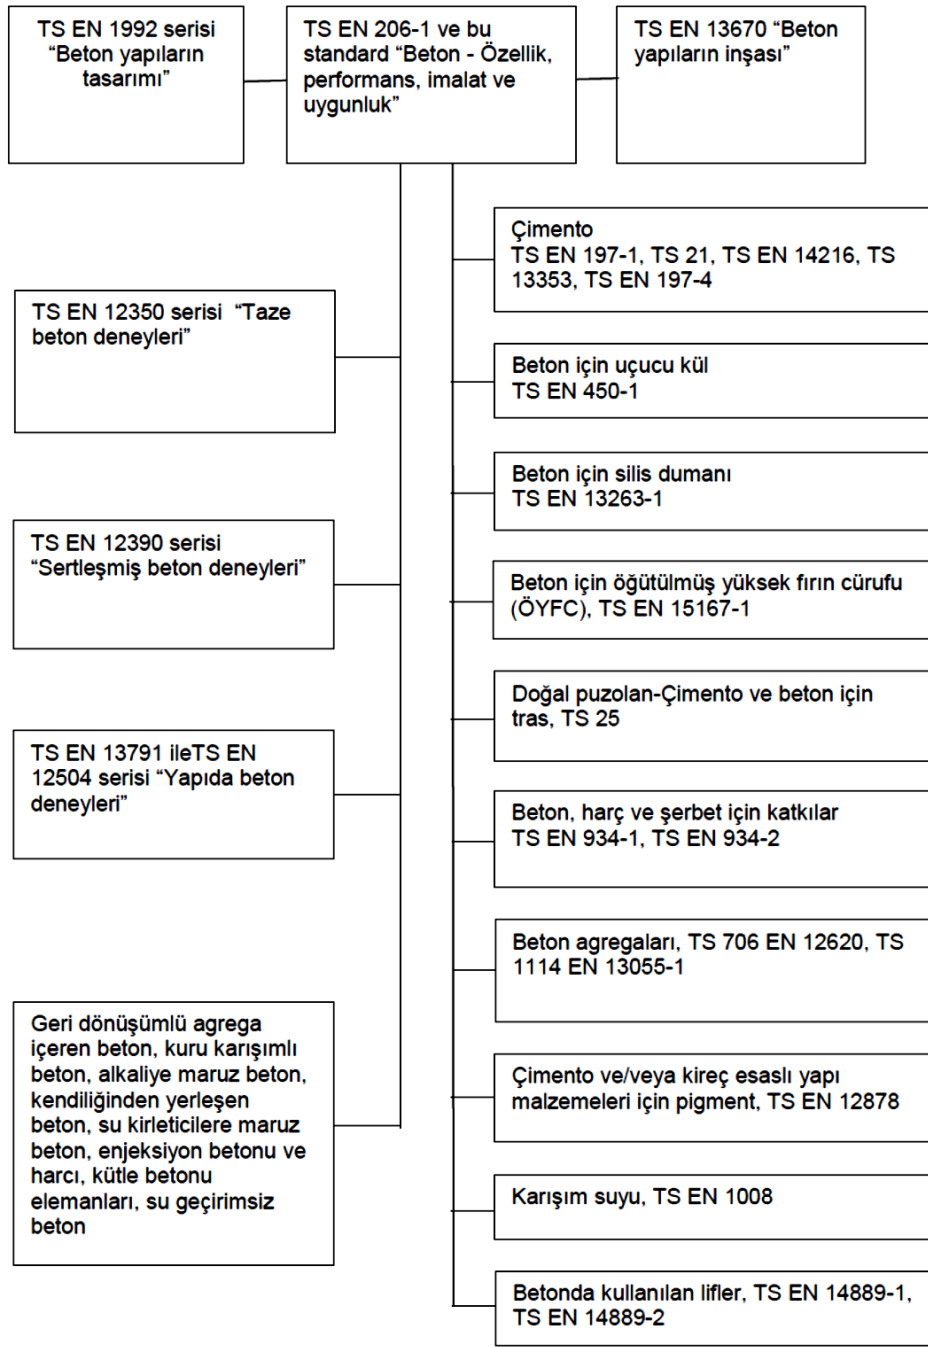 TS EN 1992 serisi
“Beton yapıların
tasarımı”
TS EN 206-1 ve bu
standard “Beton - Özellik,
performans, imalat ve
uygunluk”
TS EN 13670 “Beton
yapıların inşası”
TS EN 12350 serisi “Taze
beton deneyleri”
TS EN 12390 serisi
“Sertleşmiş beton deneyleri”
TS EN 13791 ileTS EN
12504 serisi “Yapıda beton
deneyleri”
Geri dönüşümlü agrega
içeren beton, kuru karışımlı
beton, alkaliye maruz beton,
kendiliğinden yerleşen
beton, su kirleticilere maruz
beton, enjeksiyon betonu ve
harcı, kütle betonu
elemanları, su geçirimsiz
beton
Çimento
TS EN 197-1, TS 21, TS EN 14216, TS
13353, TS EN 197-4
Beton için uçucu kül
TS EN 450-1
Beton için silis dumanı
TS EN 13263-1
Beton için öğütülmüş yüksek fırın cürufu
(ÖYFC), TS EN 15167-1
Doğal puzolan-Çimento ve beton için
tras, TS 25
Beton, harç ve şerbet için katkılar
TS EN 934-1, TS EN 934-2
Beton agregaları, TS 706 EN 12620, TS
1114 EN 13055-1
Çimento ve/veya kireç esaslı yapı
malzemeleri için pigment, TS EN 12878
Karışım suyu, TS EN 1008
Betonda kullanılan lifler, TS EN 14889-1,
TS EN 14889-2